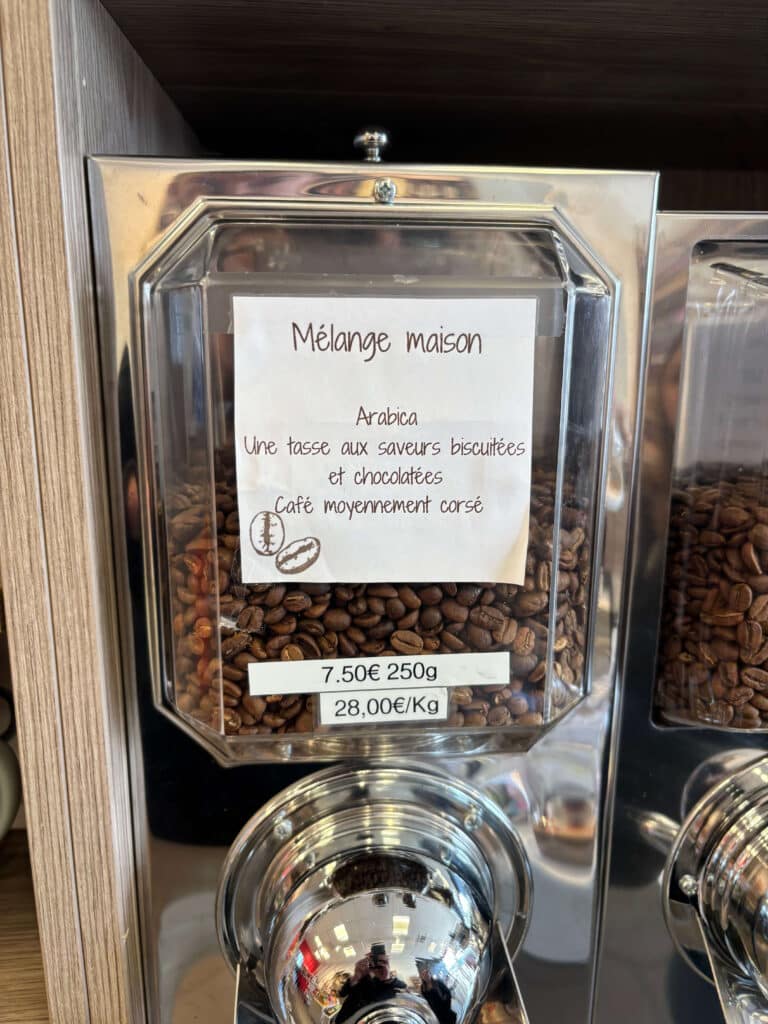 Mélange maison
Arabica
Une tasse aux saveurs biscuitées
et chocolatées
Café moyennement corsé
7.50€ 250g
28,00€/Kg